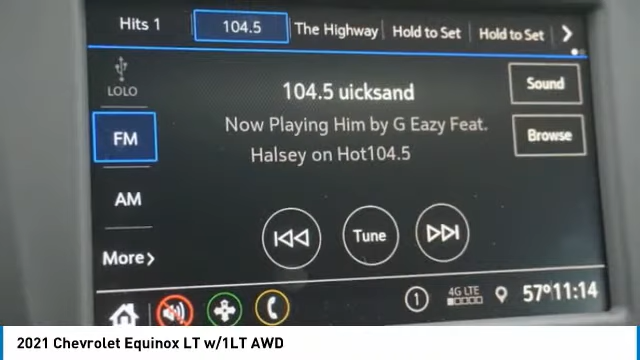 Hits 1
104.5
The Highway
Hold to Set
Hold to Set
LOLO
104.5 uicksand
Sound
FM
Now Playing Him by G Eazy Feat.
Halsey on Hot104.5
Browse
AM
Tune
More
1
4G LTE
57°11:14
2021 Chevrolet Equinox LT w/1LT AWD